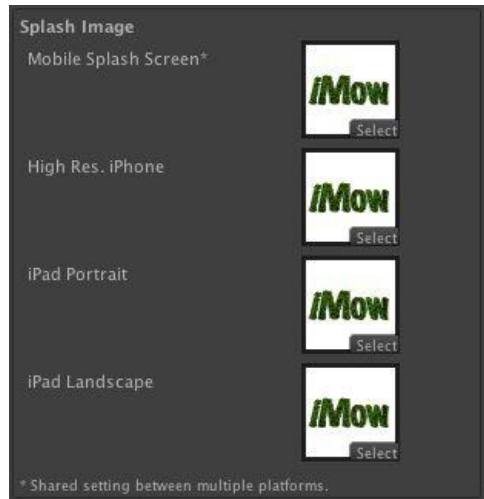 Splash Image
Mobile Splash Screen*
iMow
Select
High Res. iPhone
iMow
Select
iPad Portrait
iMow
Select
iPad Landscape
iMow
Select
* Shared setting between multiple platforms.